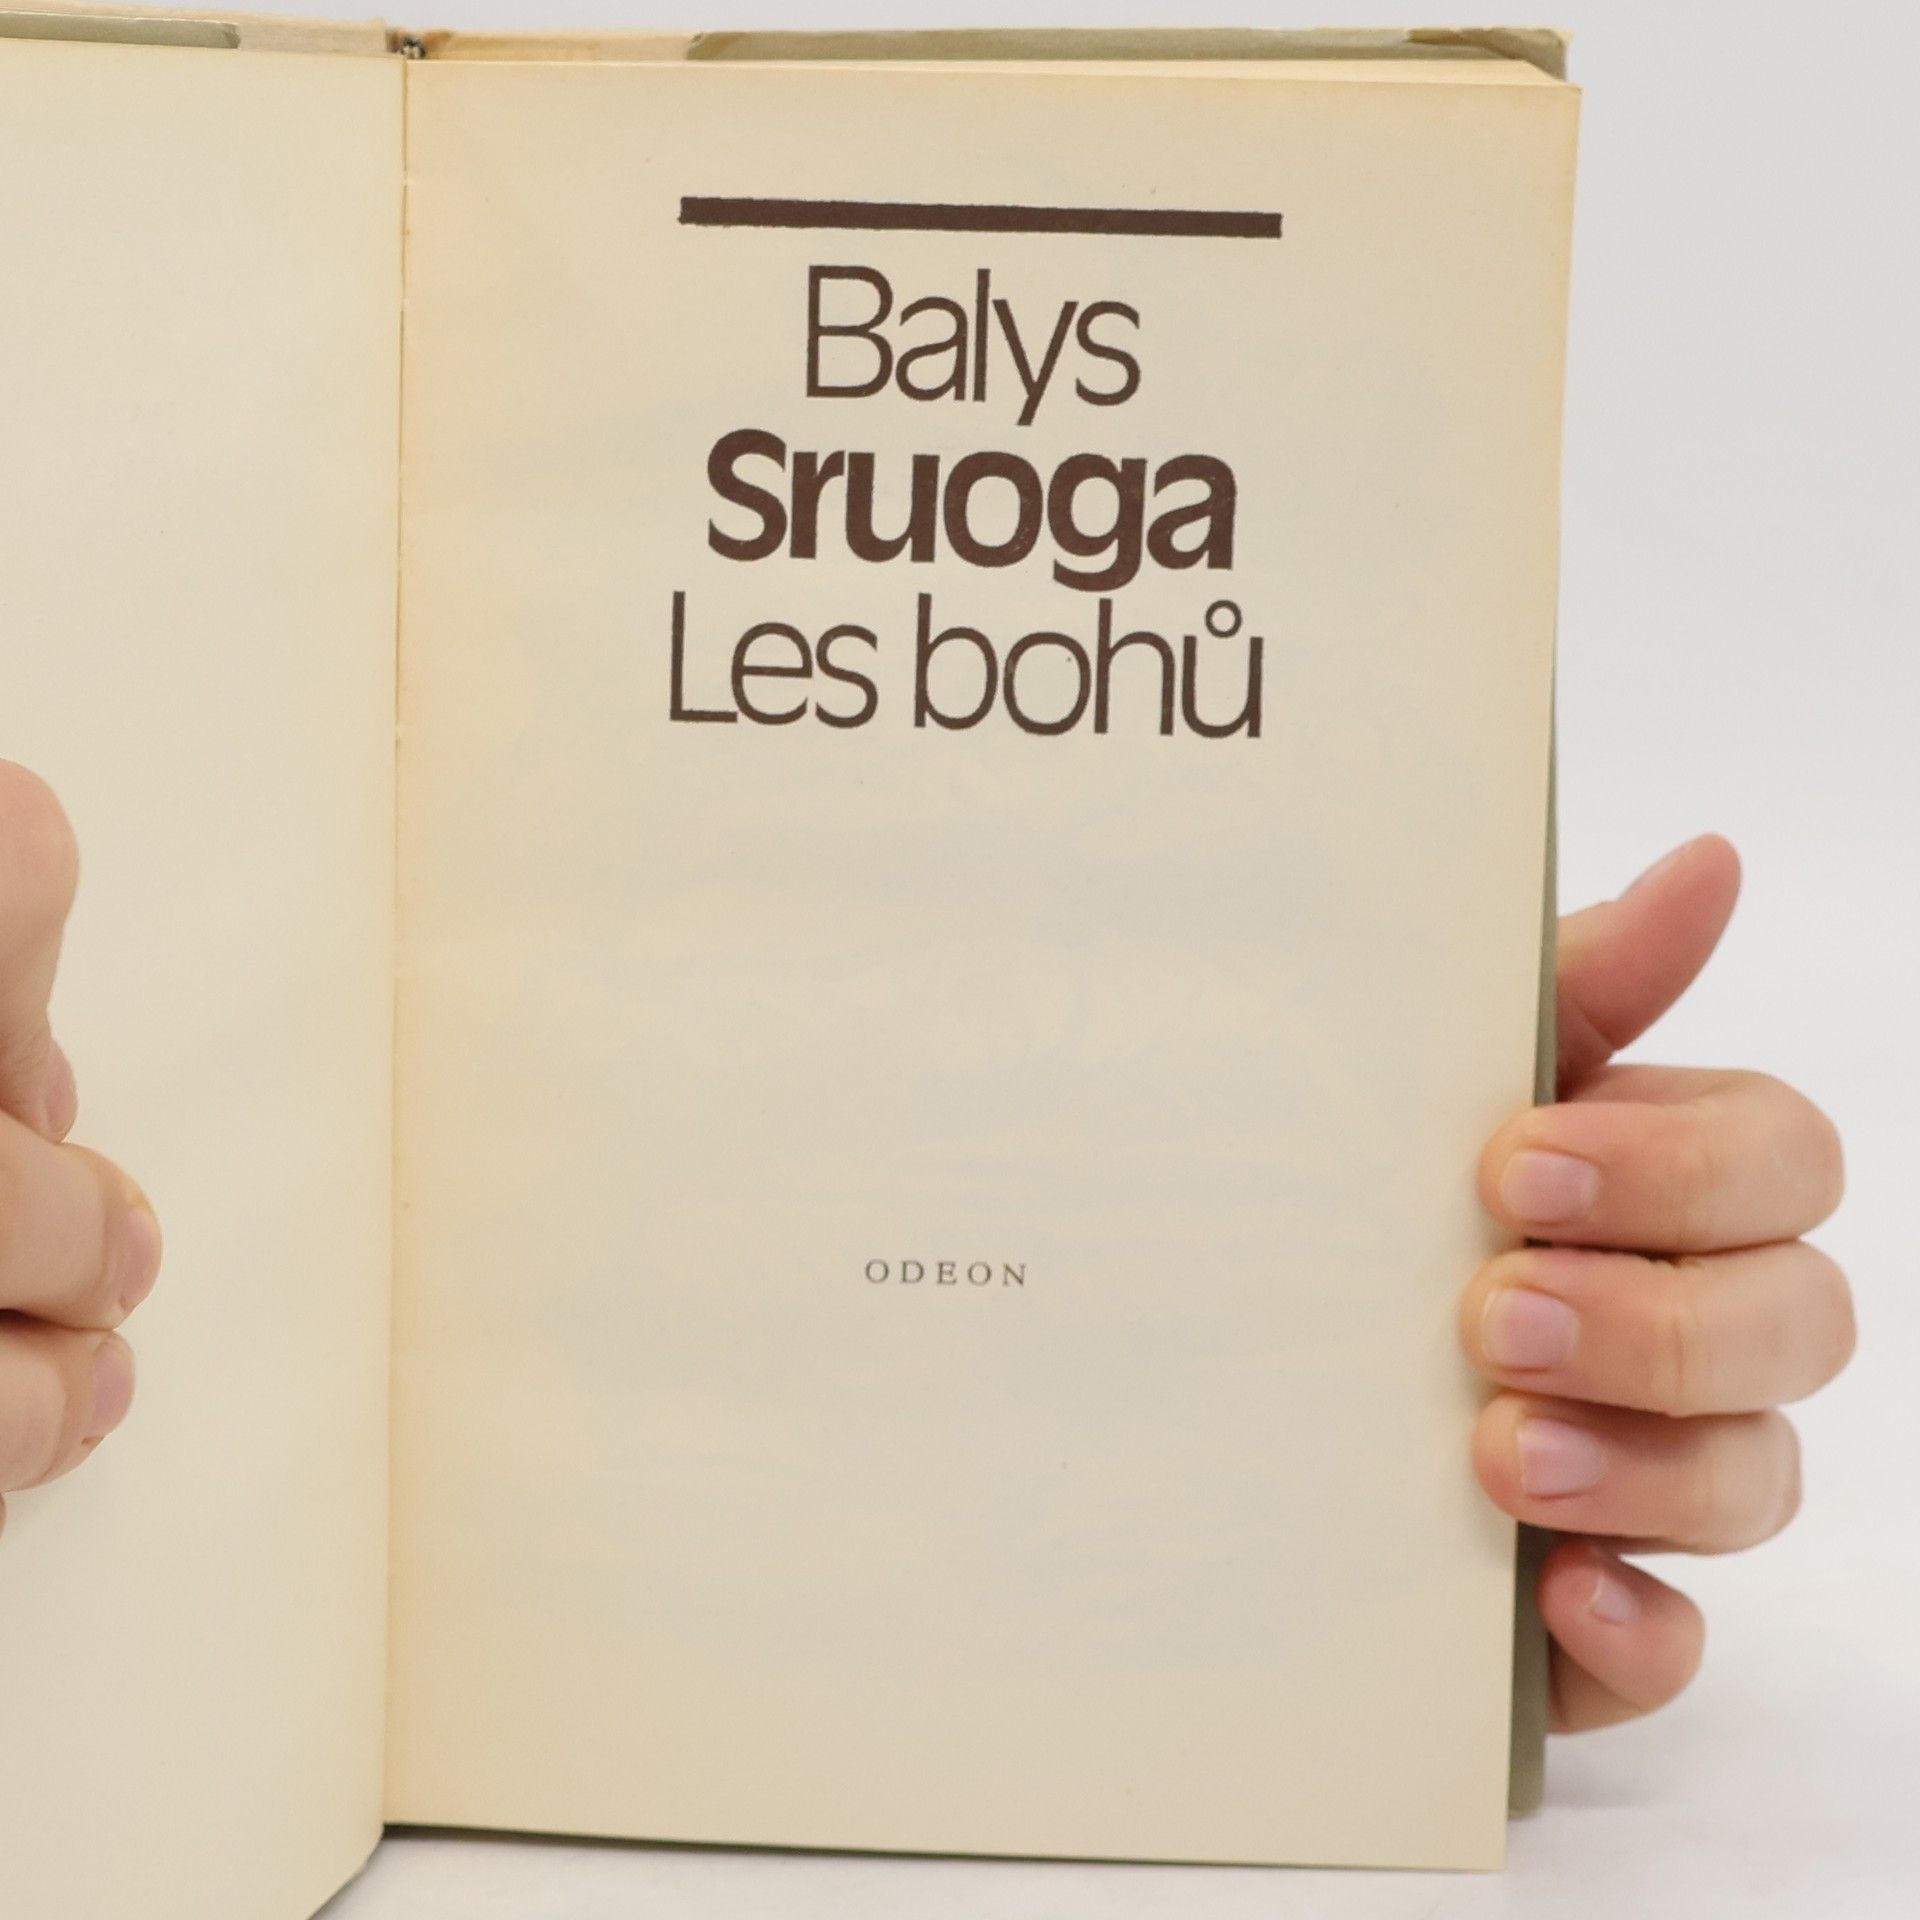 Balys
Sruoga
Les bohů
ODEON